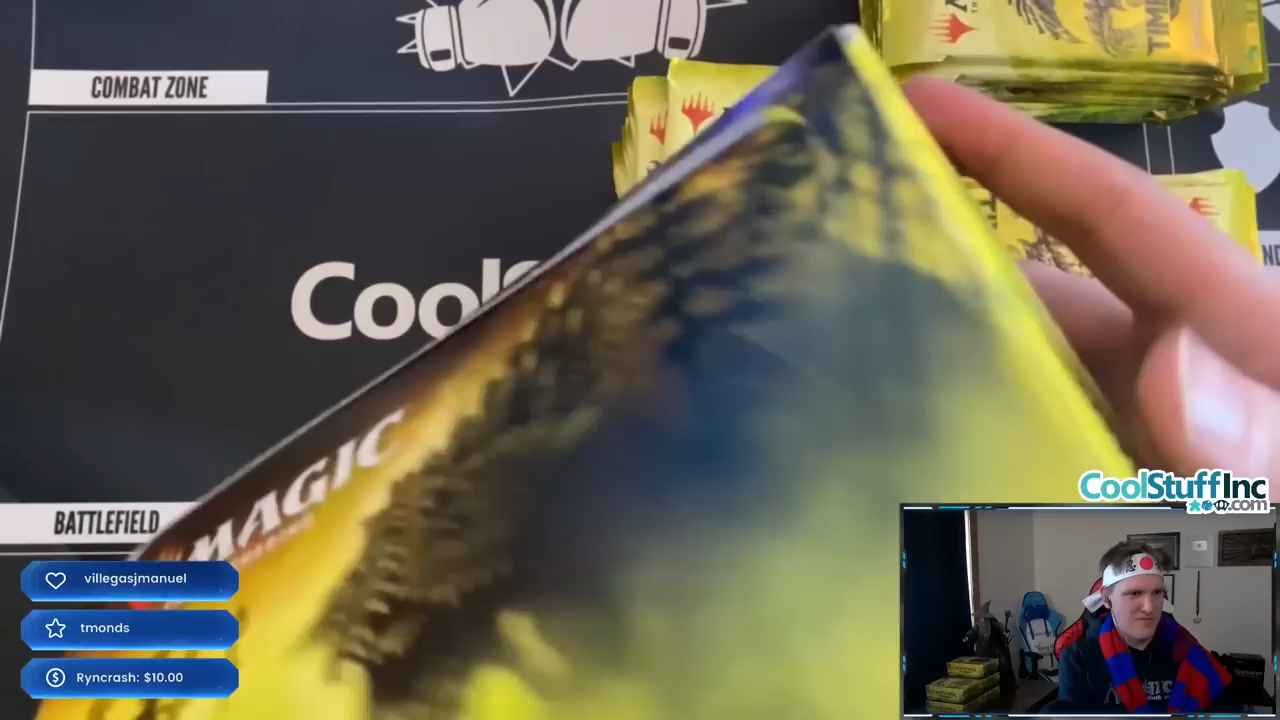 COMBAT ZONE
Cool
MAGIC
BATTLEFIELD
CoolStuffInc
.com
villegasjmanuel
tmonds
Ryncrash: $10.00